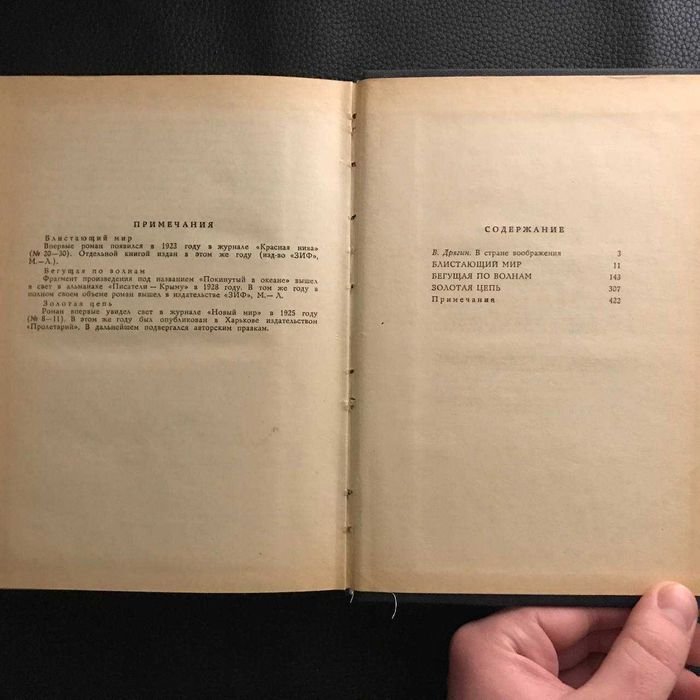 ПРИМЕЧАНИЯ
Блистающий мир
Впервые роман появился в 1923 году в журнале «Красная нива»
(№ 20—30). Отдельной книгой издан в этом же году (изд-во «ЗИФ»,
М.—Л.).
Бегущая по волнам
Фрагмент произведения под названием «Покинутый в океане» вышел
в свет в альманахе «Писатели — Крыму» в 1928 году. В том же году в
полном своем объеме роман вышел в издательстве «ЗИФ», М.— Л.
Золотая цепь
Роман впервые увидел свет в журнале «Новый мир» в 1925 году
(№ 8—11). В этом же году был опубликован в Харькове издательством
«Пролетарий». В дальнейшем подвергался авторским правкам.
СОДЕРЖАНИЕ
В. Дрягин. В стране воображения 3
БЛИСТАЮЩИЙ МИР 11
БЕГУЩАЯ ПО ВОЛНАМ 143
ЗОЛОТАЯ ЦЕПЬ 307
Примечания 422